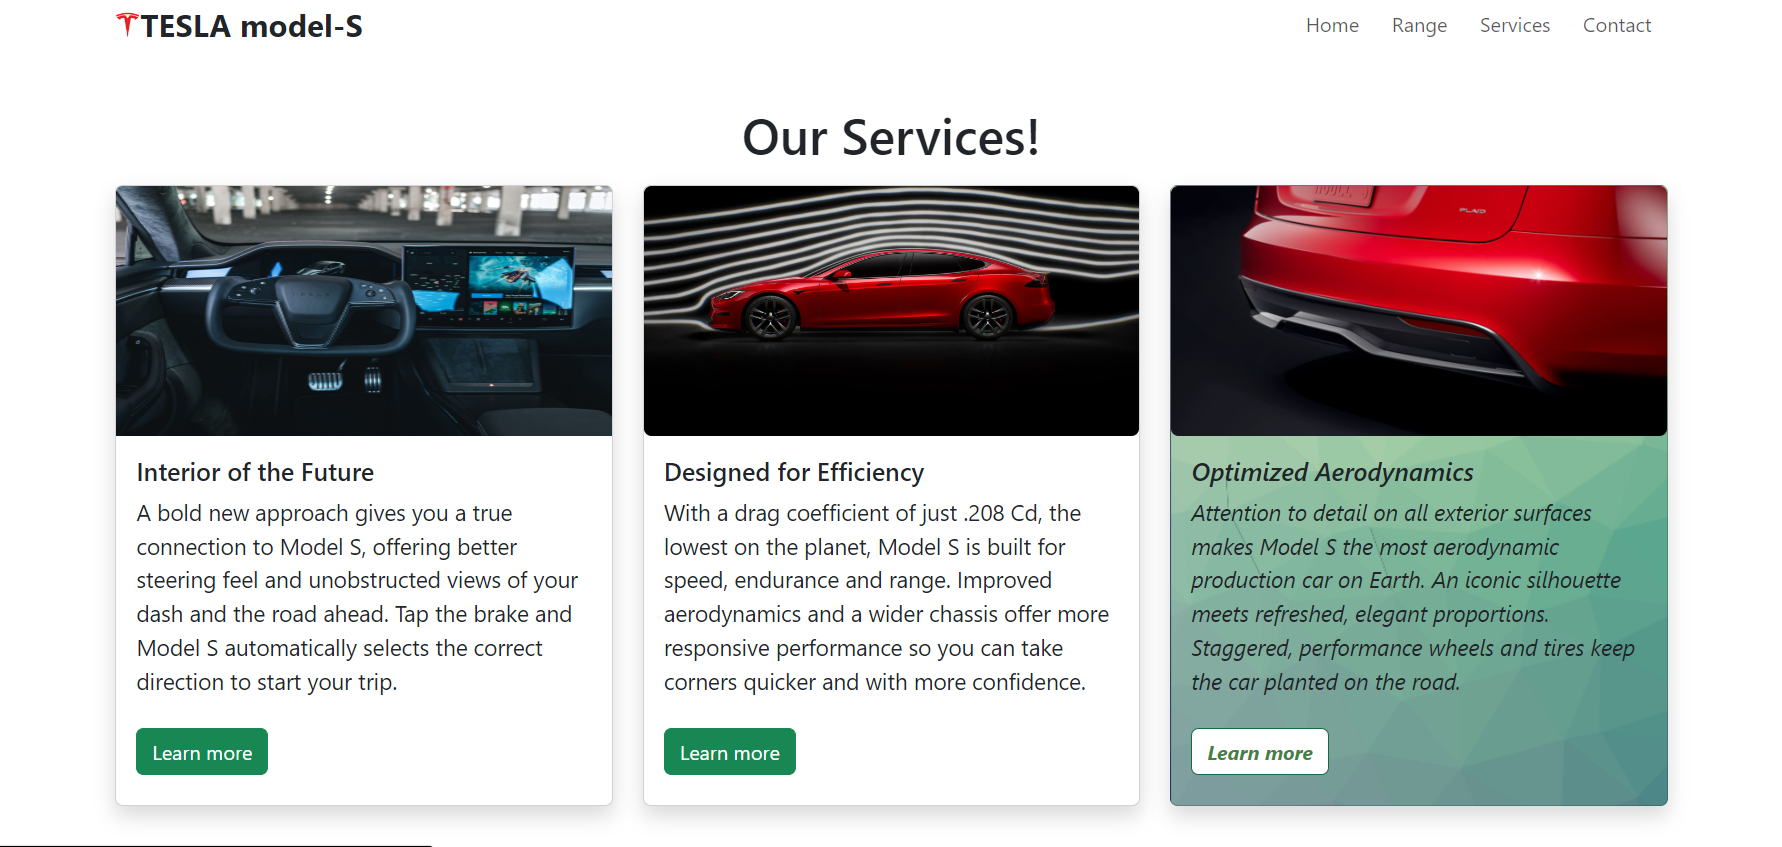 TESLA model-S
Home Range Services Contact
Our Services!
PLAID
Interior of the Future
A bold new approach gives you a true
connection to Model S, offering better
steering feel and unobstructed views of your
dash and the road ahead. Tap the brake and
Model S automatically selects the correct
direction to start your trip.
Learn more
Designed for Efficiency
With a drag coefficient of just .208 Cd, the
lowest on the planet, Model S is built for
speed, endurance and range. Improved
aerodynamics and a wider chassis offer more
responsive performance so you can take
corners quicker and with more confidence.
Learn more
Optimized Aerodynamics
Attention to detail on all exterior surfaces
makes Model S the most aerodynamic
production car on Earth. An iconic silhouette
meets refreshed, elegant proportions.
Staggered, performance wheels and tires keep
the car planted on the road.
Learn more